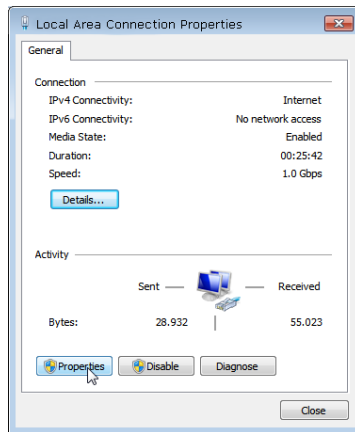 Local Area Connection Properties
General
Connection
IPv4 Connectivity: Internet
IPv6 Connectivity: No network access
Media State: Enabled
Duration: 00:25:42
Speed: 1.0 Gbps
Details...
Activity
Sent Received
Bytes: 28.932 55.023
Properties Disable Diagnose
Close